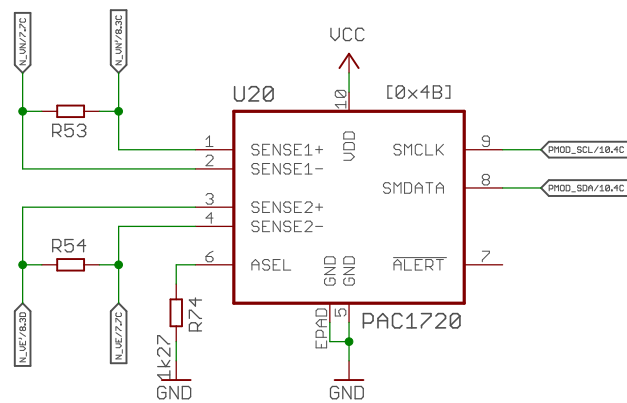 N_VN/7.7C
N_VN'/8.3C
VCC
U20
10
[0x4B]
R53
VDD
1
SENSE1+
SMCLK
9
PMOD_SCL/10.4C
2
SENSE1-
3
SENSE2+
SMDATA
8
PMOD_SDA/10.4C
4
SENSE2-
R54
6
ASEL
GND
GND
ALERT
7
N_VE'/8.3D
N_VE/7.7C
R74
1k27
EPAD
5
PAC1720
GND
GND